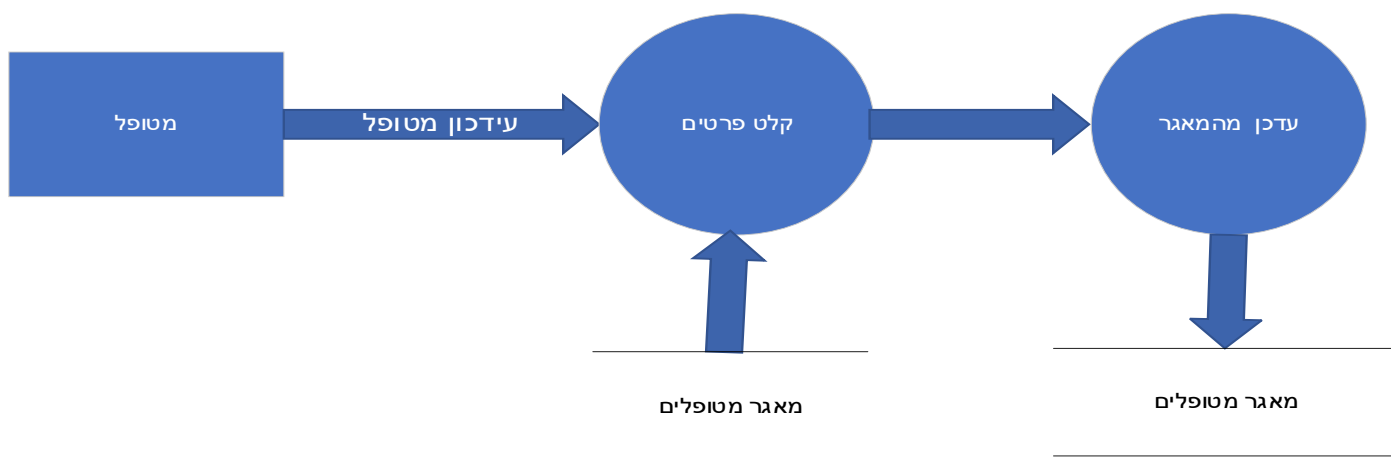 מטופל
עידכון מטופל
קלט פרטים
עדכן מהמאגר
מאגר מטופלים
מאגר מטופלים